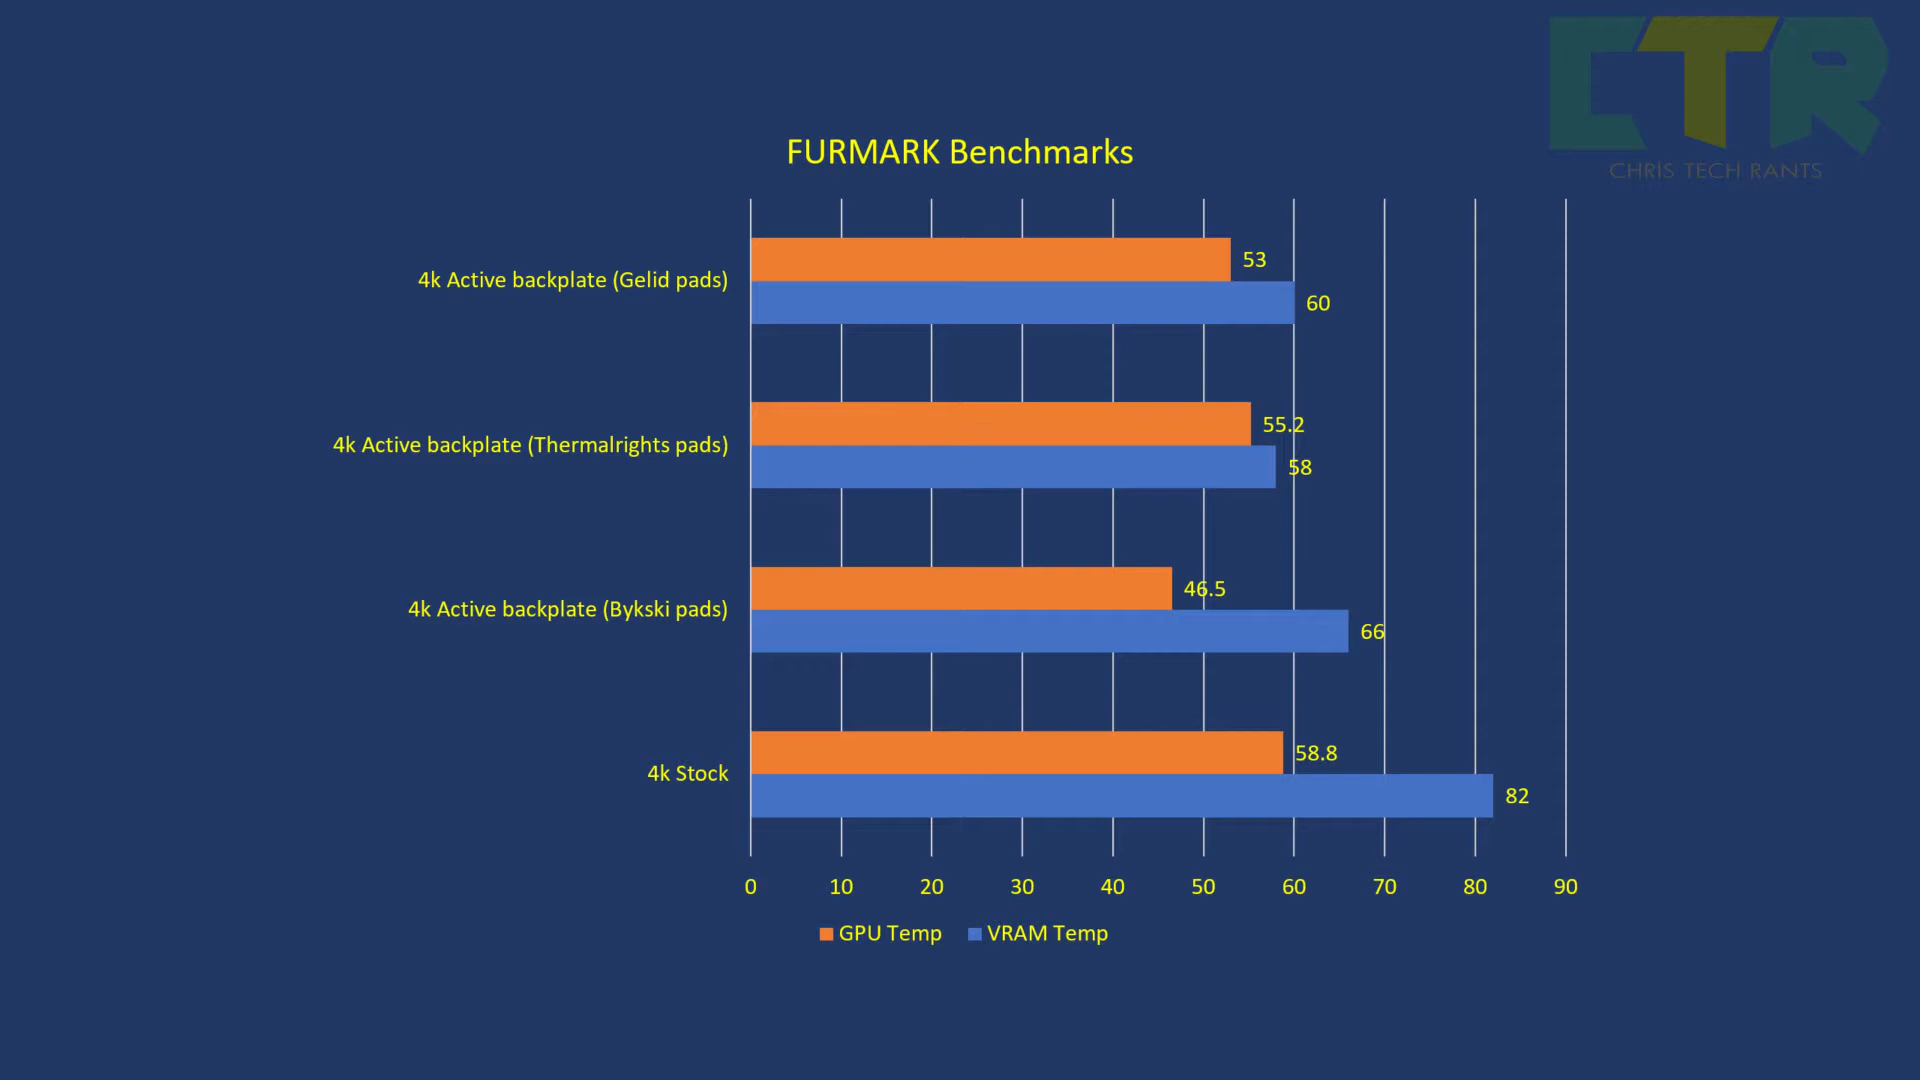 CTR
CHRIS TECH RANTS
FURMARK Benchmarks
4k Active backplate (Gelid pads)
53
60
4k Active backplate (Thermalrights pads)
55.2
58
4k Active backplate (Bykski pads)
46.5
66
4k Stock
58.8
82
0 10 20 30 40 50 60 70 80 90
GPU Temp VRAM Temp